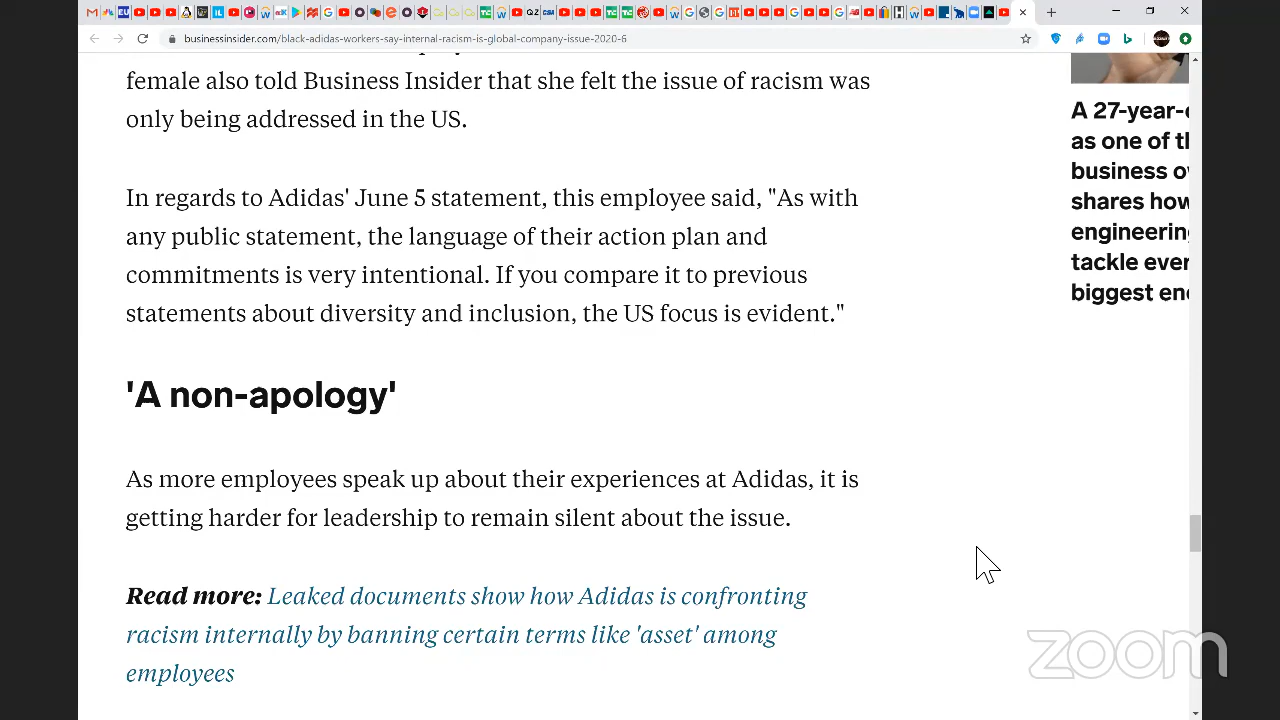 businessinsider.com/black-adidas-workers-say-internal-racism-is-global-company-issue-2020-6
female also told Business Insider that she felt the issue of racism was
only being addressed in the US.
In regards to Adidas' June 5 statement, this employee said, "As with
any public statement, the language of their action plan and
commitments is very intentional. If you compare it to previous
statements about diversity and inclusion, the US focus is evident."
'A non-apology'
As more employees speak up about their experiences at Adidas, it is
getting harder for leadership to remain silent about the issue.
Read more: Leaked documents show how Adidas is confronting
racism internally by banning certain terms like 'asset' among
employees
A 27-year-
as one of
business
shares how
engineering
tackle
biggest
zoom